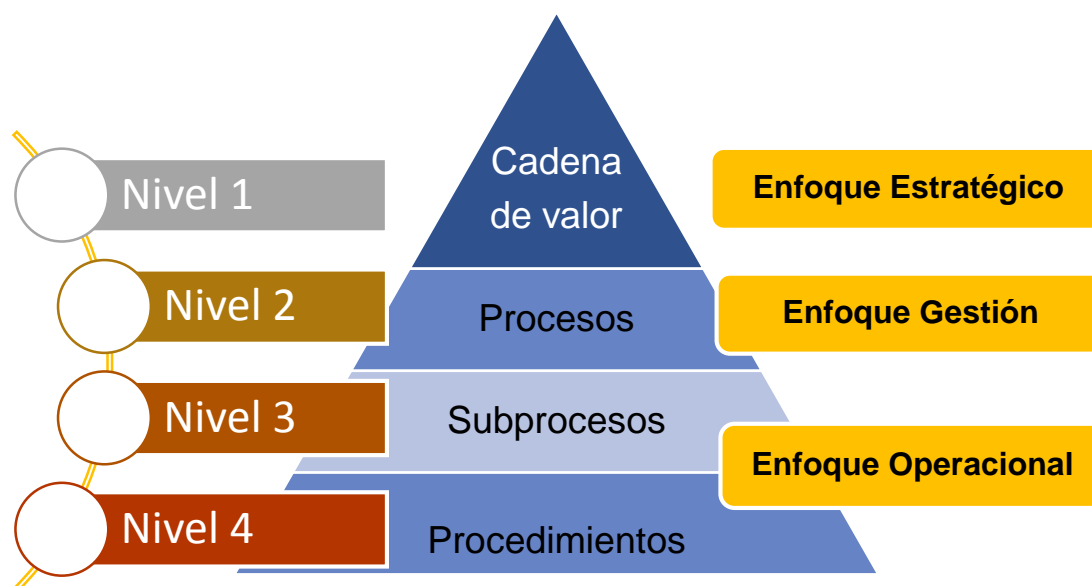 Nivel 1
Cadena
de valor
Enfoque Estratégico
Nivel 2
Procesos
Enfoque Gestión
Nivel 3
Subprocesos
Enfoque Operacional
Nivel 4
Procedimientos